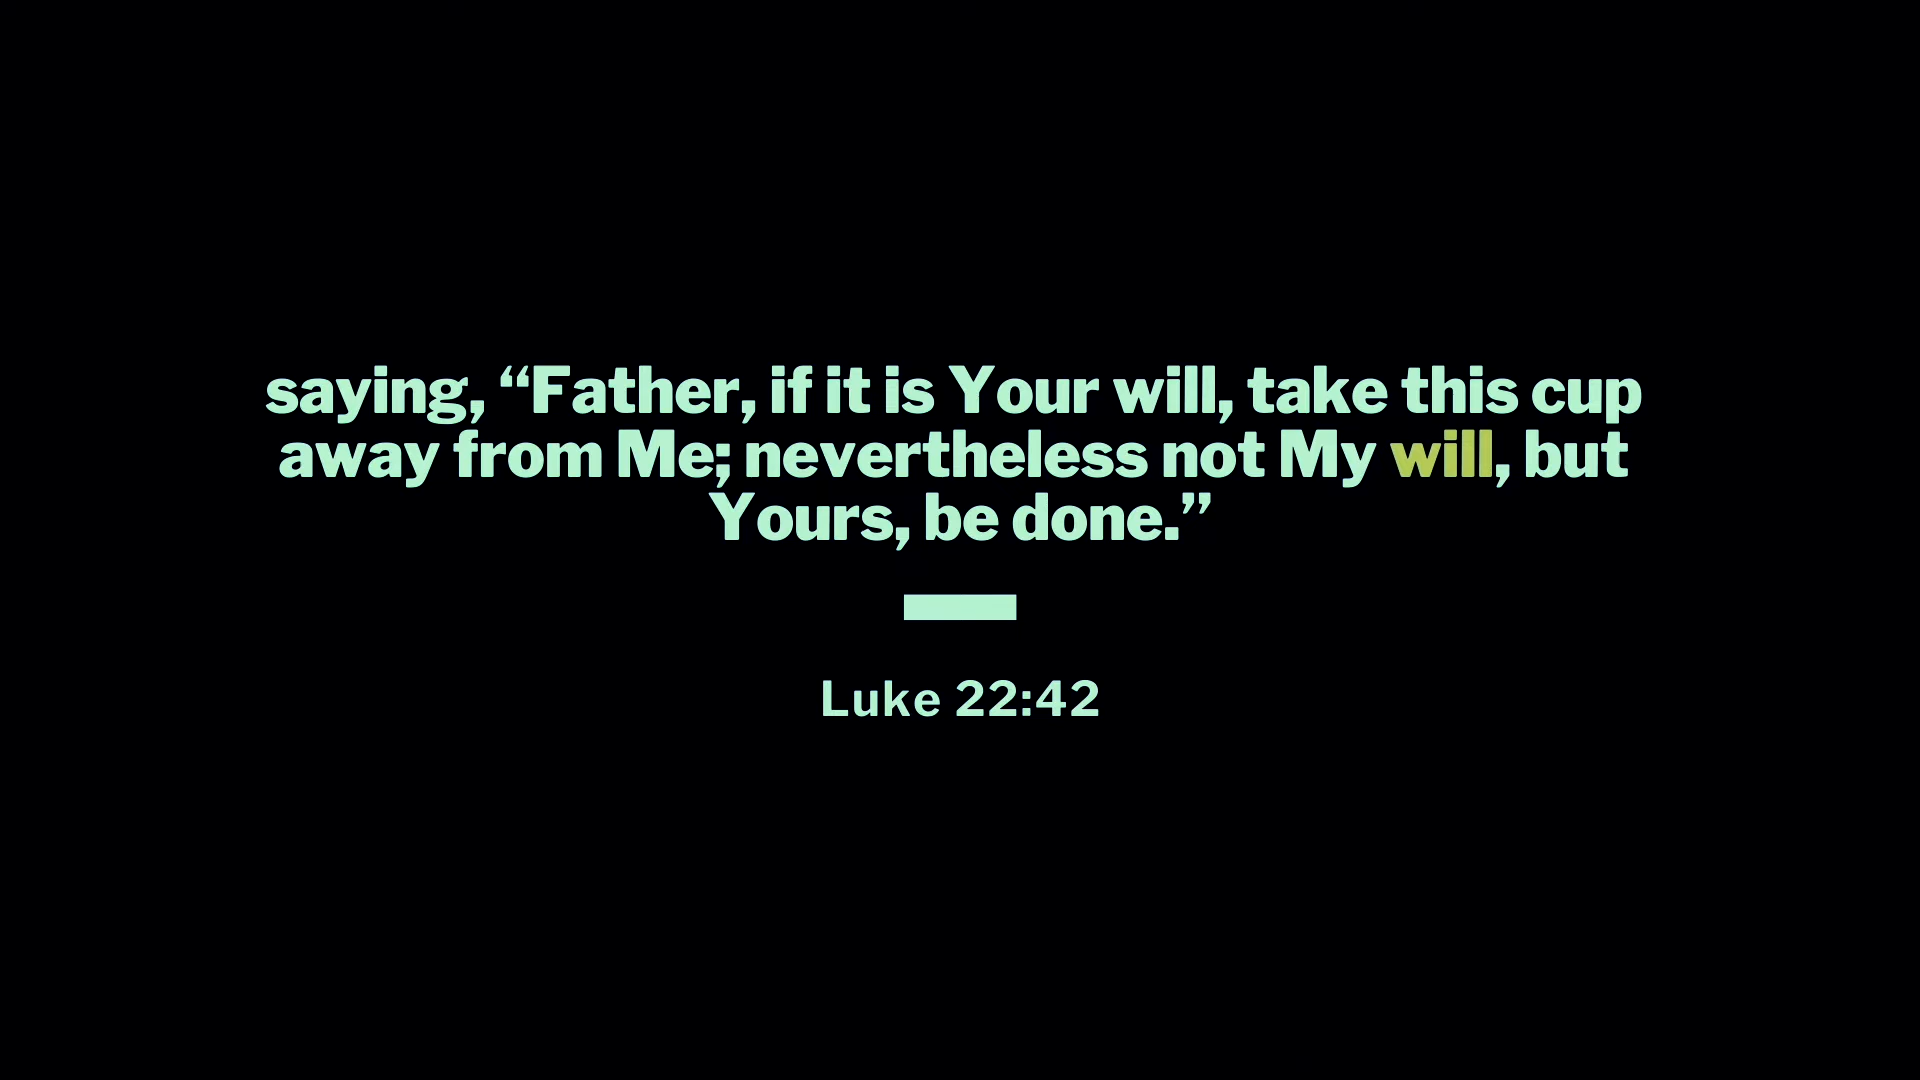 saying, “Father, if it is Your will, take this cup
away from Me; nevertheless not My will, but
Yours, be done.”
Luke 22:42